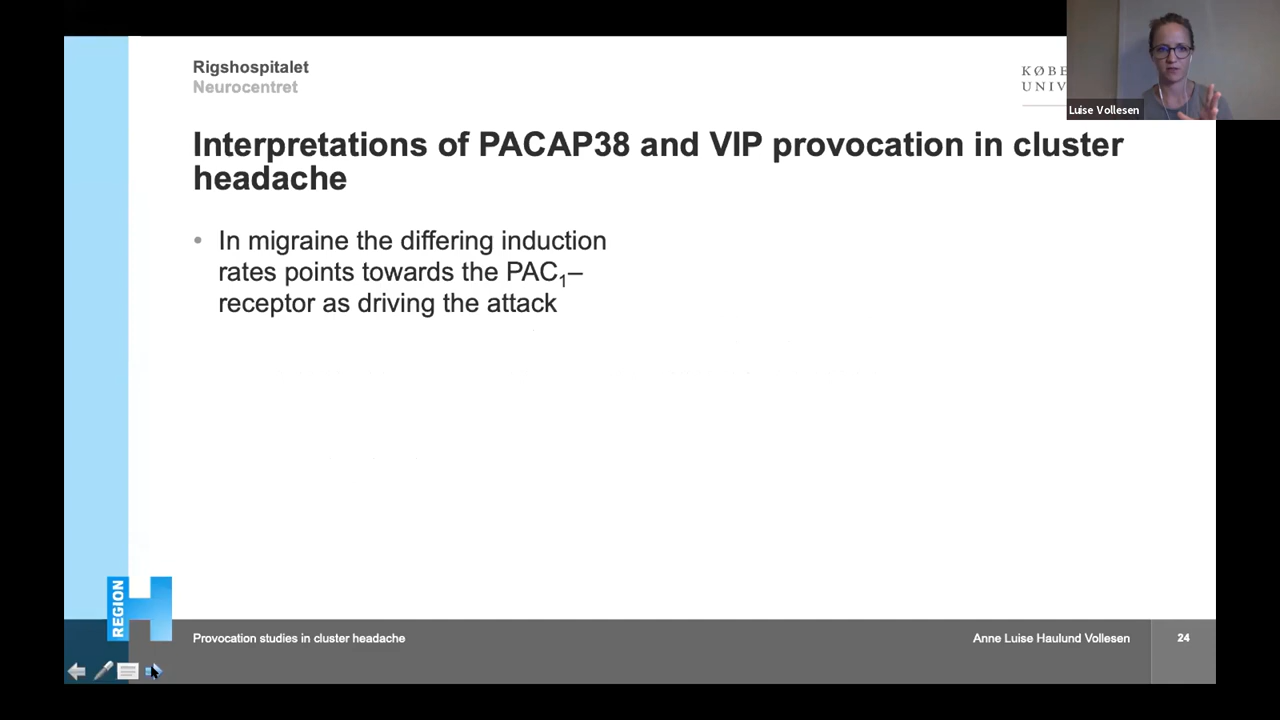 Rigshospitalet
Neurocentret
KØBE
UNIV
Luise Vollesen
Interpretations of PACAP38 and VIP provocation in cluster
headache
• In migraine the differing induction
rates points towards the PAC₁–
receptor as driving the attack
REGION
Provocation studies in cluster headache
Anne Luise Haulund Vollesen
24